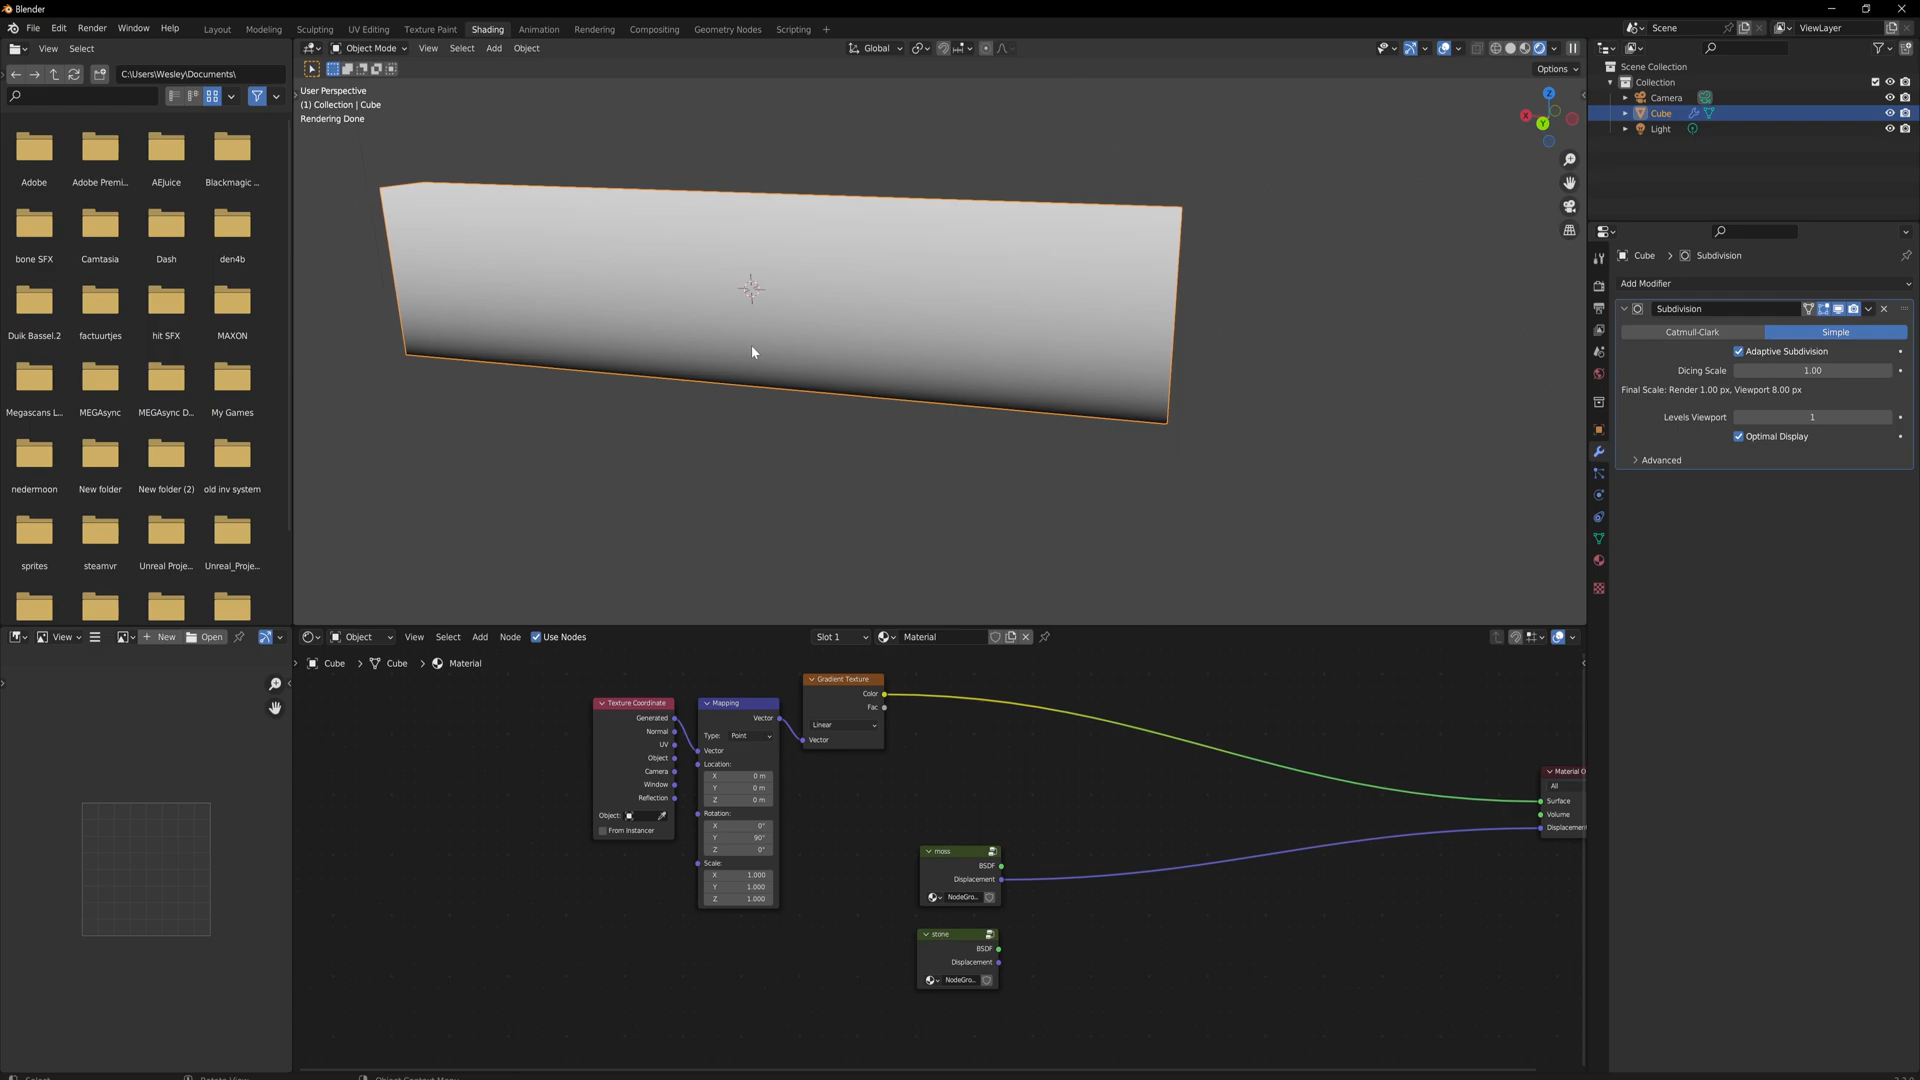 Blender
File Edit Render Window Help Layout Modeling Sculpting UV Editing Texture Paint Shading Animation Rendering Compositing Geometry Nodes Scripting + Scene ViewLayer
View Select Object Mode View Select Add Object Global
C:\Users\Wesley\Documents\
Options
User Perspective
(1) Collection | Cube
Rendering Done
Adobe Adobe Premi... AEJuice Blackmagic ...
bone SFX Camtasia Dash den4b
Duik Bassel.2 factuurtjes hit SFX MAXON
Megascans L... MEGAsync MEGAsync D... My Games
nedermoon New folder New folder (2) old inv system
sprites steamvr Unreal Proje... Unreal_Proje...
Z
X
Y
Scene Collection
Collection
Camera
Cube
Light
Cube > Subdivision
Add Modifier
Subdivision
Catmull-Clark Simple
Adaptive Subdivision
Dicing Scale 1.00
Final Scale: Render 1.00 px, Viewport 8.00 px
Levels Viewport 1
Optimal Display
Advanced
View New Open
Object View Select Add Node Use Nodes Slot 1 Material
Cube > Cube > Material
Texture Coordinate
Generated
Normal
UV
Object
Camera
Window
Reflection
Object:
From Instancer
Mapping
Vector
Type: Point
Vector
Location:
X 0 m
Y 0 m
Z 0 m
Rotation:
X 0°
Y 90°
Z 0°
Scale:
X 1.000
Y 1.000
Z 1.000
Gradient Texture
Color
Fac
Linear
Vector
moss
BSDF
Displacement
NodeGro...
stone
BSDF
Displacement
NodeGro...
Material O
All
Surface
Volume
Displacement